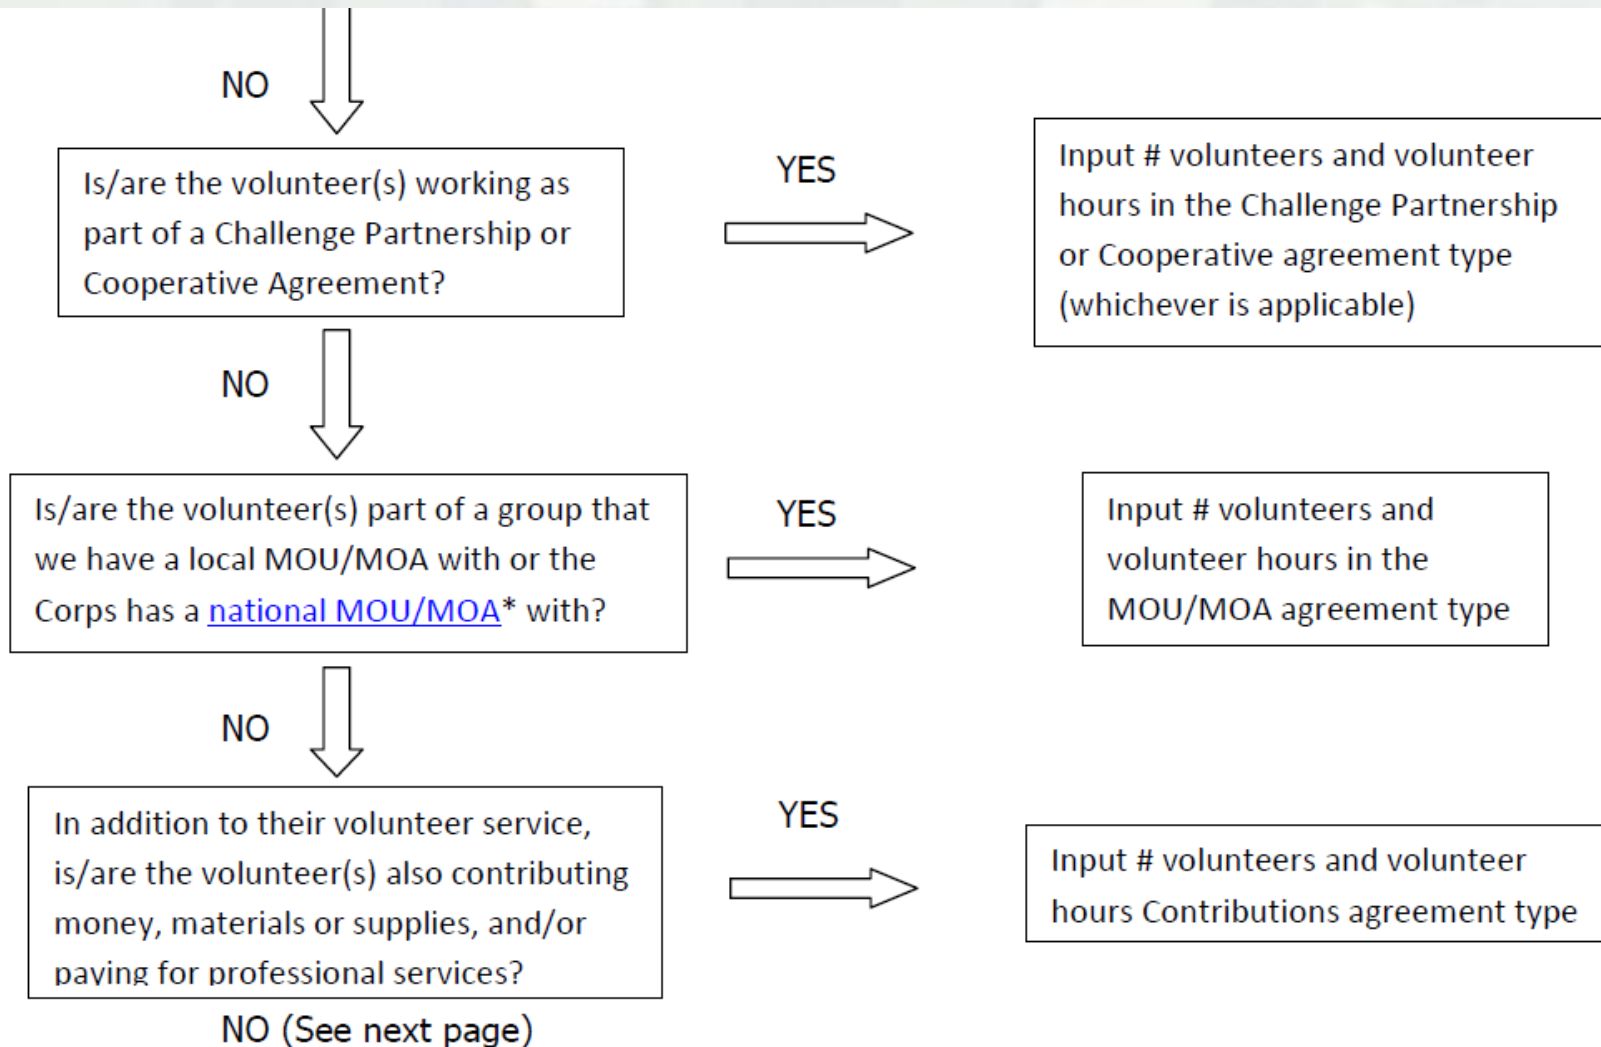 NO
Is/are the volunteer(s) working as
part of a Challenge Partnership or
Cooperative Agreement?
YES
Input # volunteers and volunteer
hours in the Challenge Partnership
or Cooperative agreement type
(whichever is applicable)
NO
Is/are the volunteer(s) part of a group that
we have a local MOU/MOA with or the
Corps has a national MOU/MOA* with?
YES
Input # volunteers and
volunteer hours in the
MOU/MOA agreement type
NO
In addition to their volunteer service,
is/are the volunteer(s) also contributing
money, materials or supplies, and/or
paying for professional services?
YES
Input # volunteers and volunteer
hours Contributions agreement type
NO (See next page)